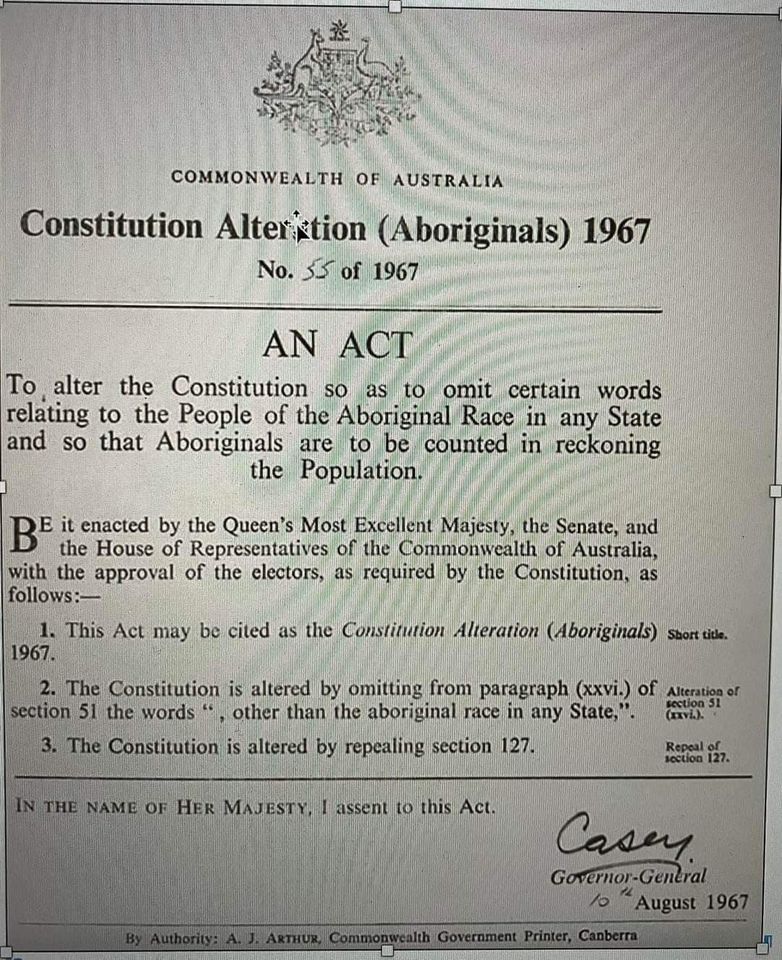 COMMONWEALTH OF AUSTRALIA
Constitution Alteration (Aboriginals) 1967
No. 55 of 1967
AN ACT
To alter the Constitution so as to omit certain words
relating to the People of the Aboriginal Race in any State
and so that Aboriginals are to be counted in reckoning
the Population.
BE it enacted by the Queen's Most Excellent Majesty, the Senate, and
the House of Representatives of the Commonwealth of Australia,
with the approval of the electors, as required by the Constitution, as
follows:—
1. This Act may be cited as the Constitution Alteration (Aboriginals)
1967.
Short title.
2. The Constitution is altered by omitting from paragraph (xxvi.) of
section 51 the words “ , other than the aboriginal race in any State,”.
Alteration of
section 51
(xxvi.).
3. The Constitution is altered by repealing section 127.
Repeal of
section 127.
IN THE NAME OF HER MAJESTY, I assent to this Act.
Casey
Governor-General
10th August 1967
By Authority: A. J. ARTHUR, Commonwealth Government Printer, Canberra